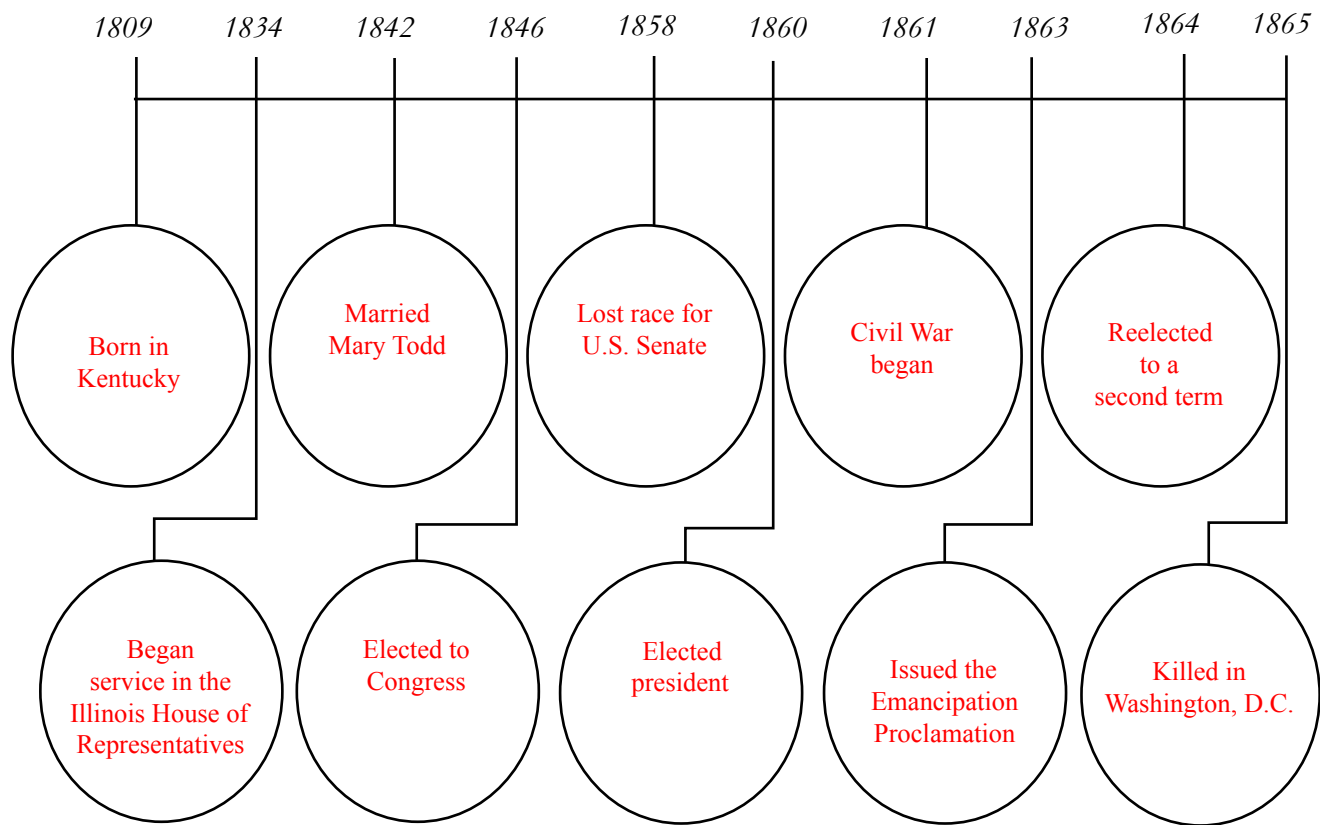 1809 1834 1842 1846 1858 1860 1861 1863 1864 1865
Born in
Kentucky
Married
Mary Todd
Lost race for
U.S. Senate
Civil War
began
Reelected
to a
second term
Began
service in the
Illinois House of
Representatives
Elected to
Congress
Elected
president
Issued the
Emancipation
Proclamation
Killed in
Washington, D.C.